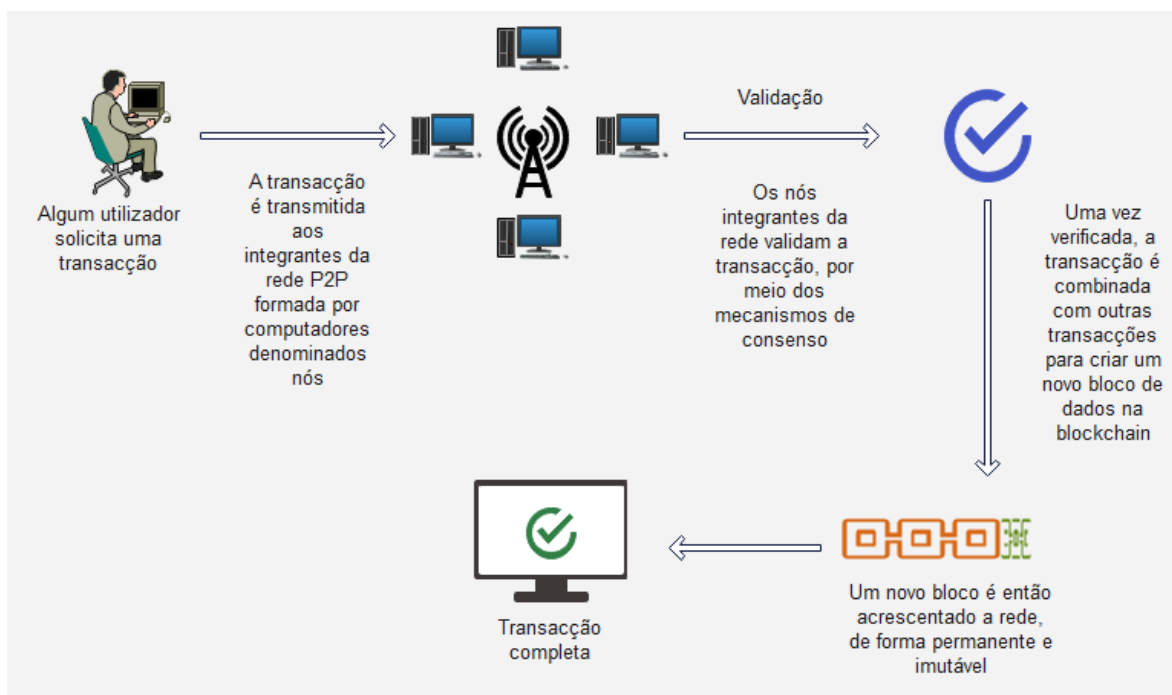 Algum utilizador
solicita uma
transacção
A transacção
é transmitida
aos
integrantes da
rede P2P
formada por
computadores
denominados
nós
Validação
Os nós
integrantes da
rede validam a
transacção, por
meio dos
mecanismos de
consenso
Uma vez
verificada, a
transacção é
combinada
com outras
transacções
para criar um
novo bloco de
dados na
blockchain
Um novo bloco é então
acrescentado a rede,
de forma permanente e
imutável
Transacção
completa